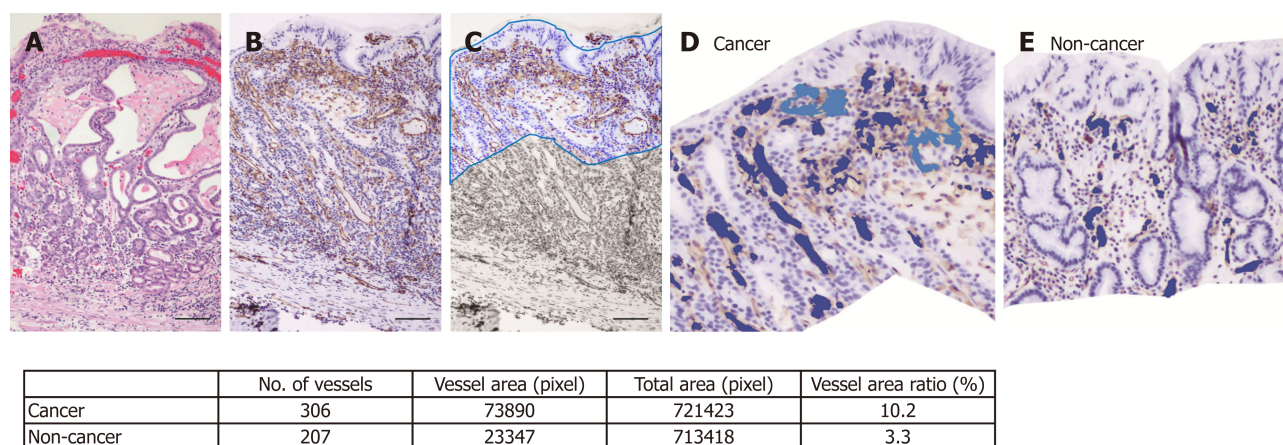 A
B
C
D Cancer
E Non-cancer
No. of vessels Vessel area (pixel) Total area (pixel) Vessel area ratio (%)
Cancer 306 73890 721423 10.2
Non-cancer 207 23347 713418 3.3